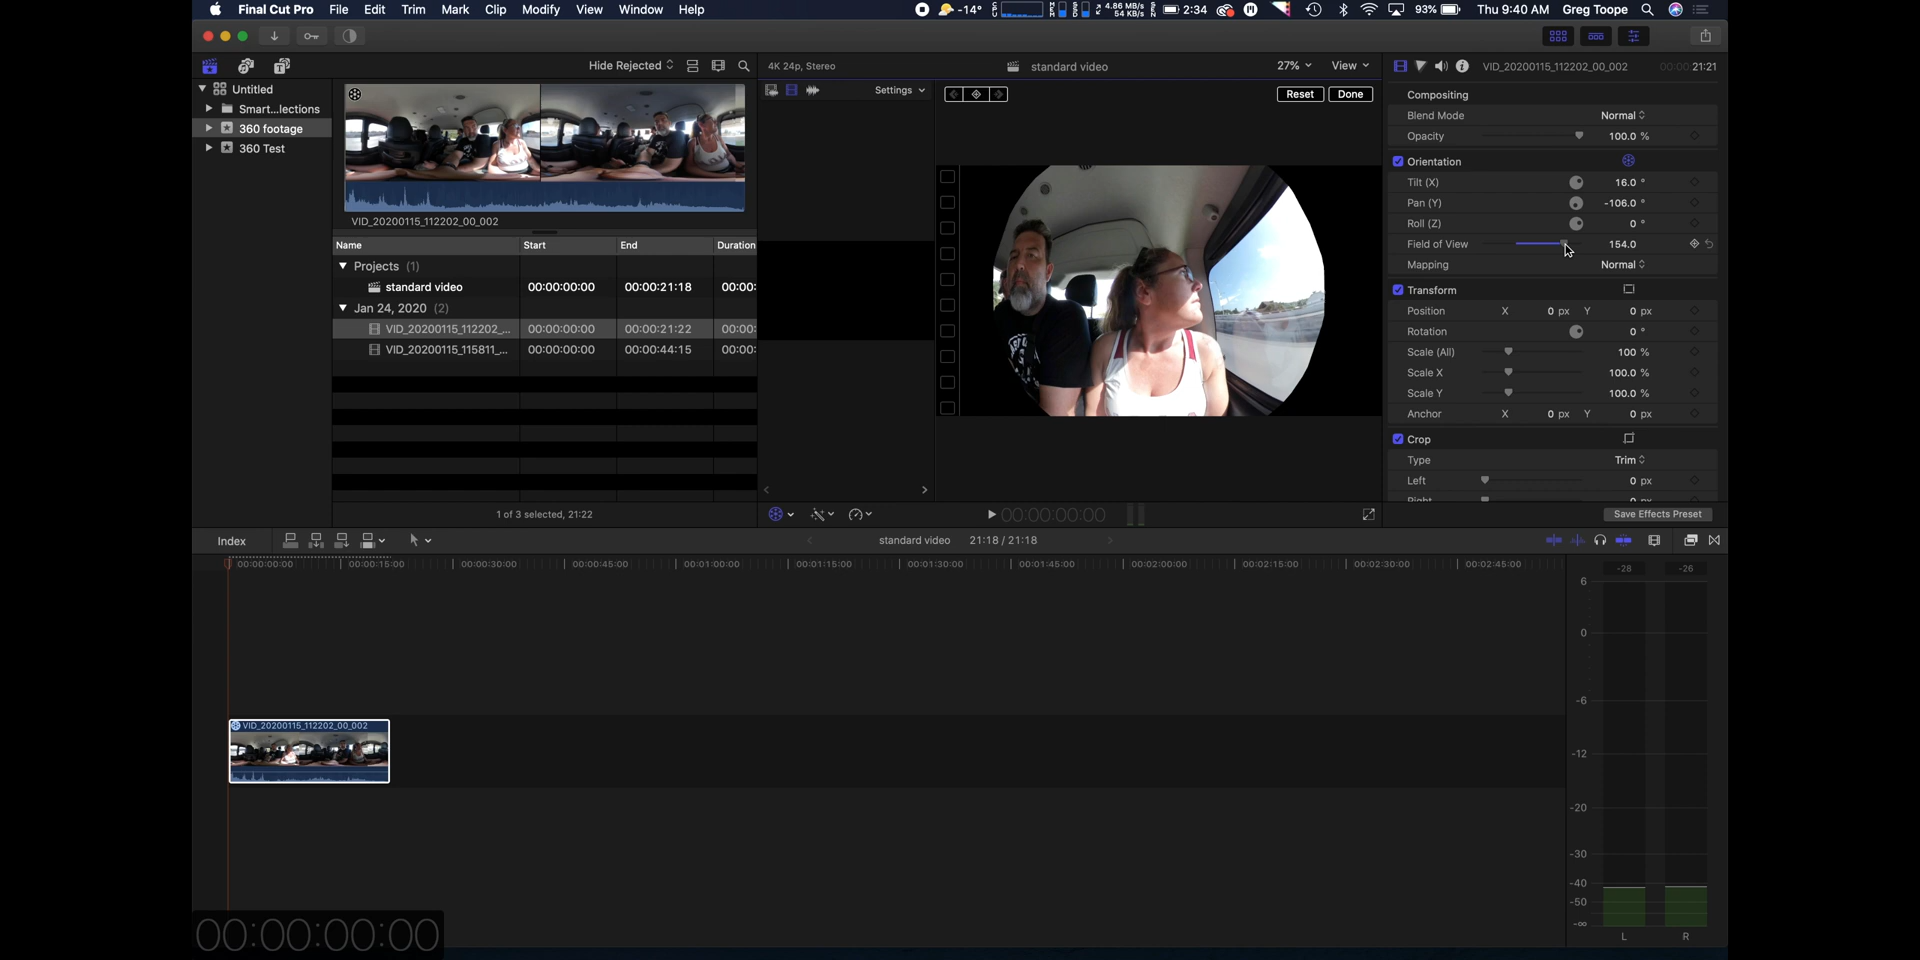 Final Cut Pro File Edit Trim Mark Clip Modify View Window Help -14° 4.86 MB/s 54 KB/s 2:34 93% Thu 9:40 AM Greg Toope
Hide Rejected 4K 24p, Stereo standard video 27% View VID_20200115_112202_00_002 00:00:21:21
Untitled
Smart...lections
360 footage
360 Test
VID_20200115_112202_00_002
Name Start End Duration
Projects (1)
standard video 00:00:00:00 00:00:21:18 00:00:
Jan 24, 2020 (2)
VID_20200115_112202_... 00:00:00:00 00:00:21:22 00:00:
VID_20200115_115811_... 00:00:00:00 00:00:44:15 00:00:
1 of 3 selected, 21:22
Settings
Reset Done
00:00:00:00
Compositing
Blend Mode Normal
Opacity 100.0 %
Orientation
Tilt (X) 16.0 °
Pan (Y) -106.0 °
Roll (Z) 0 °
Field of View 154.0
Mapping Normal
Transform
Position X 0 px Y 0 px
Rotation 0 °
Scale (All) 100 %
Scale X 100.0 %
Scale Y 100.0 %
Anchor X 0 px Y 0 px
Crop
Type Trim
Left 0 px
Right 0 px
Save Effects Preset
Index standard video 21:18 / 21:18
00:00:00:00 00:00:15:00 00:00:30:00 00:00:45:00 00:01:00:00 00:01:15:00 00:01:30:00 00:01:45:00 00:02:00:00 00:02:15:00 00:02:30:00 00:02:45:00
-28 -26
6
0
-6
-12
-20
-30
-40
-50
-∞
L R
VID_20200115_112202_00_002
00:00:00:00